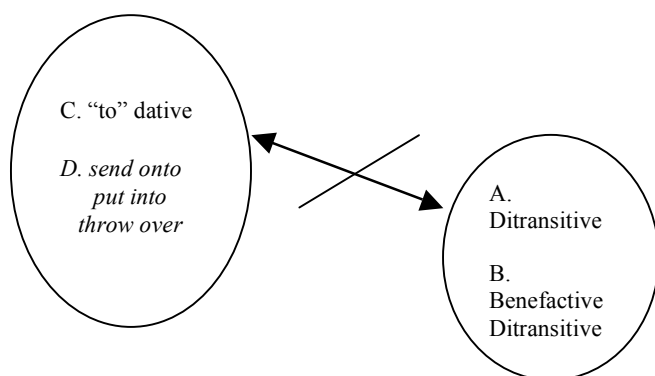 C. “to” dative
D. send onto
put into
throw over
A.
Ditransitive
B.
Benefactive
Ditransitive